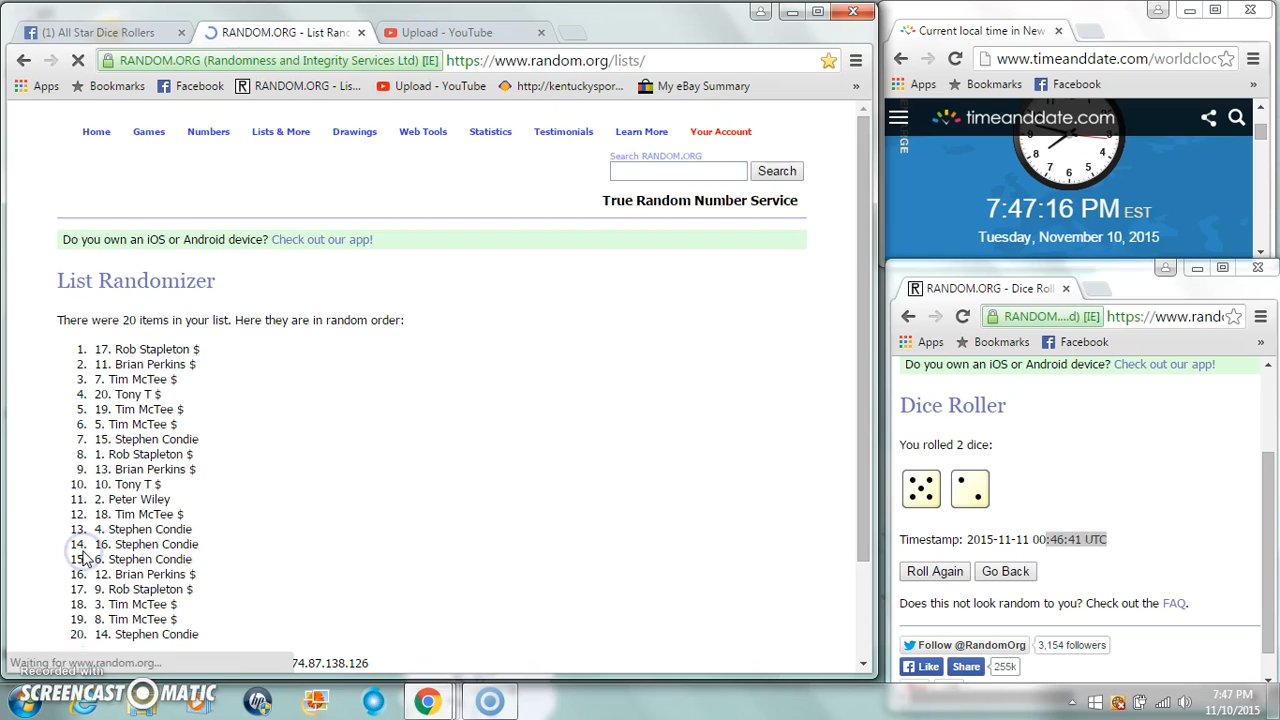 (1) All Star Dice Rollers
RANDOM.ORG - List Ran
Upload - YouTube
RANDOM.ORG (Randomness and Integrity Services Ltd) [IE]
https://www.random.org/lists/
Apps
Bookmarks
Facebook
RANDOM.ORG - Lis...
Upload - YouTube
http://kentuckyspor...
My eBay Summary
»
Home
Games
Numbers
Lists & More
Drawings
Web Tools
Statistics
Testimonials
Learn More
Your Account
Search RANDOM.ORG
Search
True Random Number Service
Do you own an iOS or Android device? Check out our app!
List Randomizer
There were 20 items in your list. Here they are in random order:
1. 17. Rob Stapleton $
2. 11. Brian Perkins $
3. 7. Tim McTee $
4. 20. Tony T $
5. 19. Tim McTee $
6. 5. Tim McTee $
7. 15. Stephen Condie
8. 1. Rob Stapleton $
9. 13. Brian Perkins $
10. 10. Tony T $
11. 2. Peter Wiley
12. 18. Tim McTee $
13. 4. Stephen Condie
14. 16. Stephen Condie
15. 6. Stephen Condie
16. 12. Brian Perkins $
17. 9. Rob Stapleton $
18. 3. Tim McTee $
19. 8. Tim McTee $
20. 14. Stephen Condie
Waiting for www.random.org...
74.87.138.126
Recorded with
SCREENCAST MATIC
Current local time in New
www.timeanddate.com/worldcloc
Apps
Bookmarks
Facebook
»
timeanddate.com
7:47:16 PM EST
Tuesday, November 10, 2015
RANDOM.ORG - Dice Roll
RANDOM....d) [IE]
https://www.rand
Apps
Bookmarks
Facebook
»
Do you own an iOS or Android device? Check out our app!
Dice Roller
You rolled 2 dice:
Timestamp: 2015-11-11 00:46:41 UTC
Roll Again
Go Back
Does this not look random to you? Check out the FAQ.
Follow @RandomOrg
3,154 followers
Like
Share
255k
7:47 PM
11/10/2015